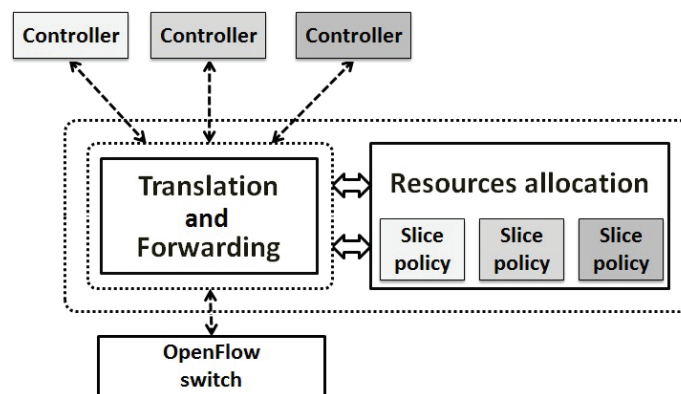 Controller Controller Controller
Translation
and
Forwarding
Resources allocation
Slice
policy
Slice
policy
Slice
policy
OpenFlow
switch